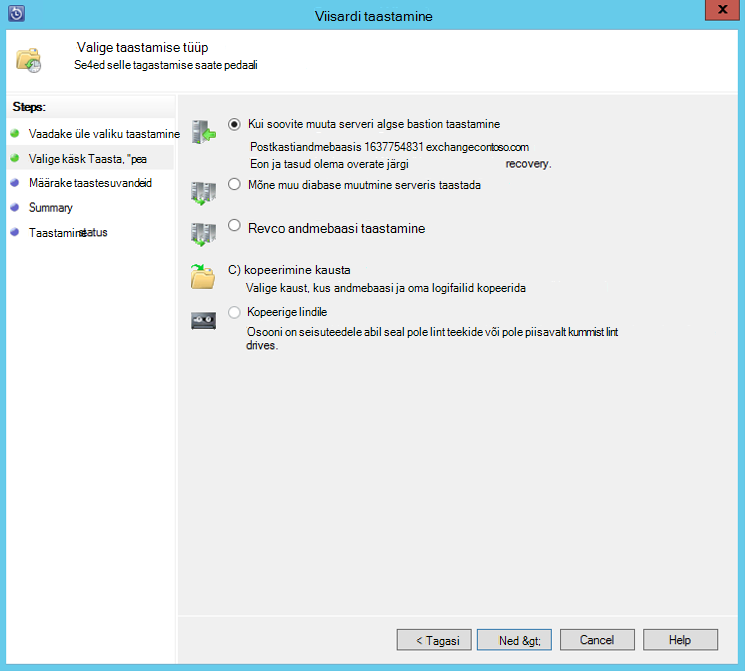 Viisardi taastamine
x
Valige taastamise tüüp
Se4ed selle tagastamise saate pedaali
Steps:
Vaadake üle valiku taastamine
Valige käsk Taasta, "pea
Määrake taastesuvandeid
Summary
Taastaminstatus
Kui soovite muuta serveri algse bastion taastamine
Postkastiandmebaasis 1637754831 exchangecontoso.com
Eon ja tasud olema overate järgi recovery.
Mõne muu diabase muutmine serveris taastada
Revco andmebaasi taastamine
C) kopeerimine kausta
Valige kaust, kus andmebaasi ja oma logifailid kopeerida
Kopeerige lindile
Osooni on seisuteedele abil seal pole lint teekide või pole piisavalt kummist lint
drives.
< Tagasi
Ned &gt;
Cancel
Help